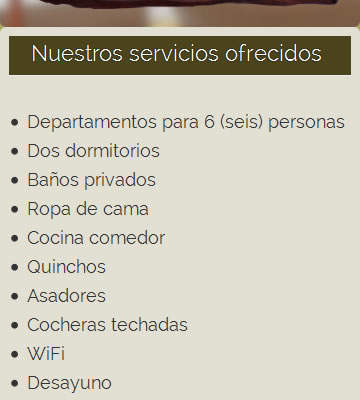 Nuestros servicios ofrecidos
Departamentos para 6 (seis) personas
Dos dormitorios
Baños privados
Ropa de cama
Cocina comedor
Quinchos
Asadores
Cocheras techadas
WiFi
Desayuno